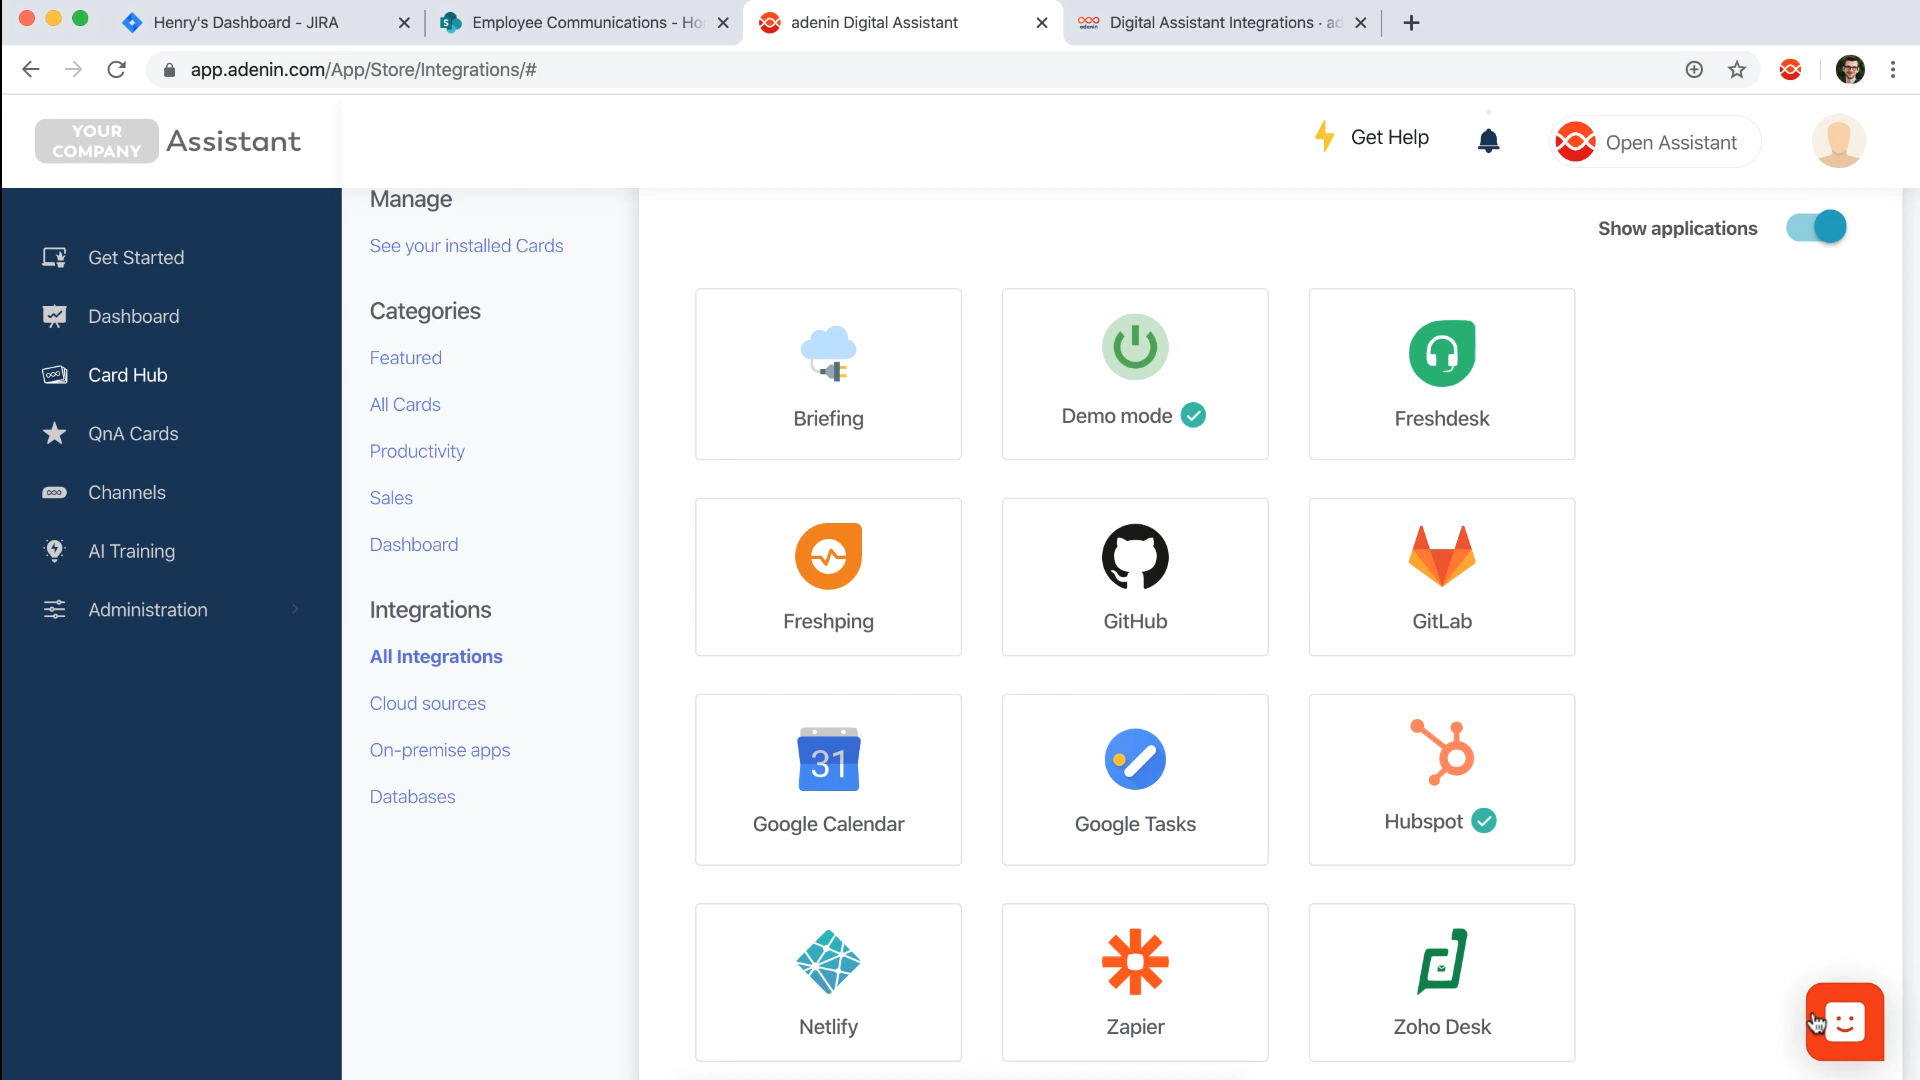 Henry's Dashboard - JIRA
Employee Communications - Ho
adenin Digital Assistant
Digital Assistant Integrations · ad
app.adenin.com/App/Store/Integrations/#
YOUR
COMPANY
Assistant
Get Help
Open Assistant
Get Started
Dashboard
Card Hub
QnA Cards
Channels
AI Training
Administration
Manage
See your installed Cards
Categories
Featured
All Cards
Productivity
Sales
Dashboard
Integrations
All Integrations
Cloud sources
On-premise apps
Databases
Show applications
Briefing
Demo mode
Freshdesk
Freshping
GitHub
GitLab
31
Google Calendar
Google Tasks
Hubspot
Netlify
Zapier
Zoho Desk